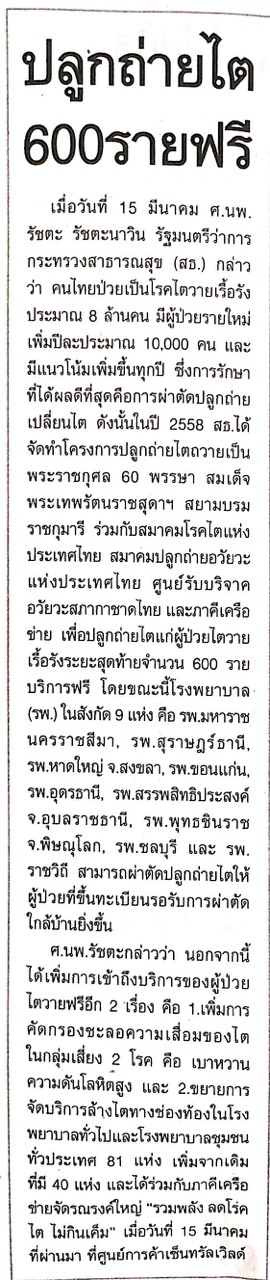 ปลูกถ่ายไต
600รายฟรี
เมื่อวันที่ 15 มีนาคม ศ.นพ.
รัชตะ รัชตะนาวิน รัฐมนตรีว่าการ
กระทรวงสาธารณสุข (สธ.) กล่าว
ว่า คนไทยป่วยเป็นโรคไตวายเรื้อรัง
ประมาณ 8 ล้านคน มีผู้ป่วยรายใหม่
เพิ่มปีละประมาณ 10,000 คน และ
มีแนวโน้มเพิ่มขึ้นทุกปี ซึ่งการรักษา
ที่ได้ผลดีที่สุดคือการผ่าตัดปลูกถ่าย
เปลี่ยนไต ดังนั้นในปี 2558 สธ.ได้
จัดทำโครงการปลูกถ่ายไตถวายเป็น
พระราชกุศล 60 พรรษา สมเด็จ
พระเทพรัตนราชสุดาฯ สยามบรม
ราชกุมารี ร่วมกับสมาคมโรคไตแห่ง
ประเทศไทย สมาคมปลูกถ่ายอวัยวะ
แห่งประเทศไทย ศูนย์รับบริจาค
อวัยวะสภากาชาดไทย และภาคีเครือ
ข่าย เพื่อปลูกถ่ายไตแก่ผู้ป่วยไตวาย
เรื้อรังระยะสุดท้ายจำนวน 600 ราย
บริการฟรี โดยขณะนี้โรงพยาบาล
(รพ.) ในสังกัด 9 แห่ง คือ รพ.มหาราช
นครราชสีมา, รพ.สุราษฎร์ธานี,
รพ.หาดใหญ่ จ.สงขลา, รพ.ขอนแก่น,
รพ.อุดรธานี, รพ.สรรพสิทธิประสงค์
จ.อุบลราชธานี, รพ.พุทธชินราช
จ.พิษณุโลก, รพ.ชลบุรี และ รพ.
ราชวิถี สามารถผ่าตัดปลูกถ่ายไตให้
ผู้ป่วยที่ขึ้นทะเบียนรอรับการผ่าตัด
ใกล้บ้านยิ่งขึ้น
ศ.นพ.รัชตะกล่าวว่า นอกจากนี้
ได้เพิ่มการเข้าถึงบริการของผู้ป่วย
ไตวายฟรีอีก 2 เรื่อง คือ 1.เพิ่มการ
คัดกรองชะลอความเสื่อมของไต
ในกลุ่มเสี่ยง 2 โรค คือ เบาหวาน
ความดันโลหิตสูง และ 2.ขยายการ
จัดบริการล้างไตทางช่องท้องในโรง
พยาบาลทั่วไปและโรงพยาบาลชุมชน
ทั่วประเทศ 81 แห่ง เพิ่มจากเดิม
ที่มี 40 แห่ง และได้ร่วมกับภาคีเครือ
ข่ายจัดรณรงค์ใหญ่ "รวมพลัง ลดโรค
ไต ไม่กินเค็ม" เมื่อวันที่ 15 มีนาคม
ที่ผ่านมา ที่ศูนย์การค้าเซ็นทรัลเวิลด์